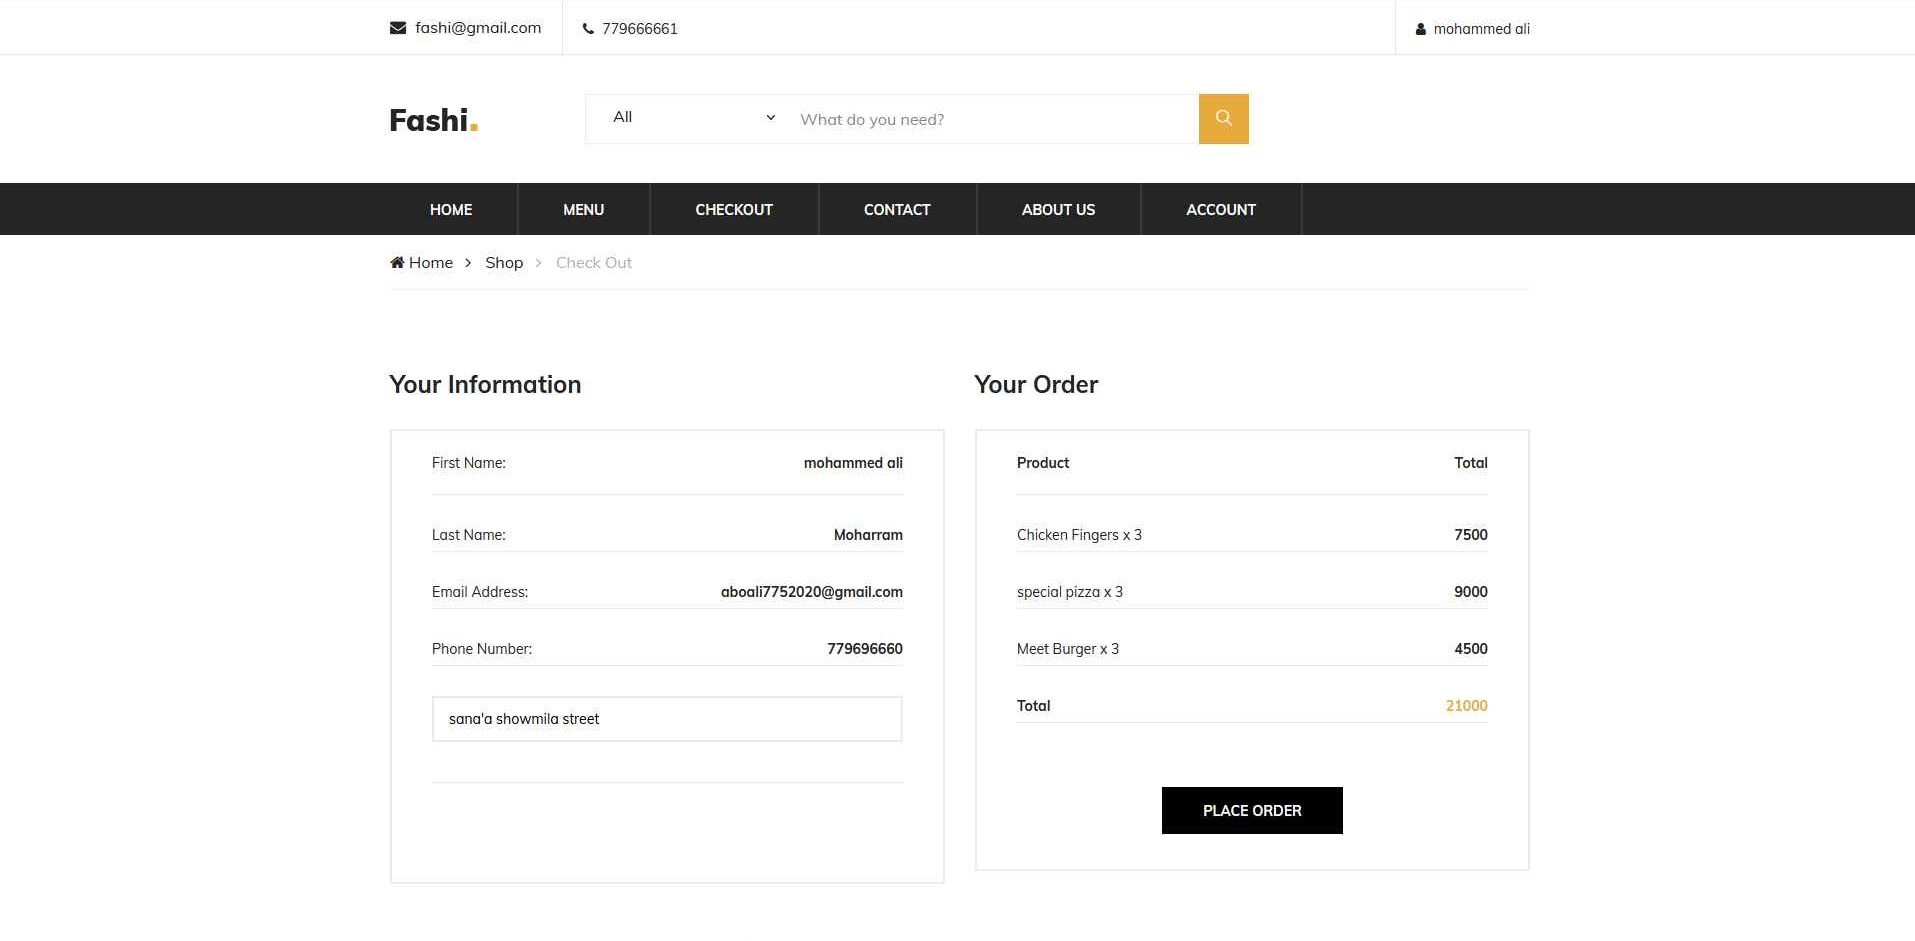 fashi@gmail.com
779666661
mohammed ali
Fashi.
All
What do you need?
HOME
MENU
CHECKOUT
CONTACT
ABOUT US
ACCOUNT
Home > Shop > Check Out
Your Information
First Name: mohammed ali
Last Name: Moharram
Email Address: aboali7752020@gmail.com
Phone Number: 779696660
sana'a showmila street
Your Order
Product Total
Chicken Fingers x 3 7500
special pizza x 3 9000
Meet Burger x 3 4500
Total 21000
PLACE ORDER